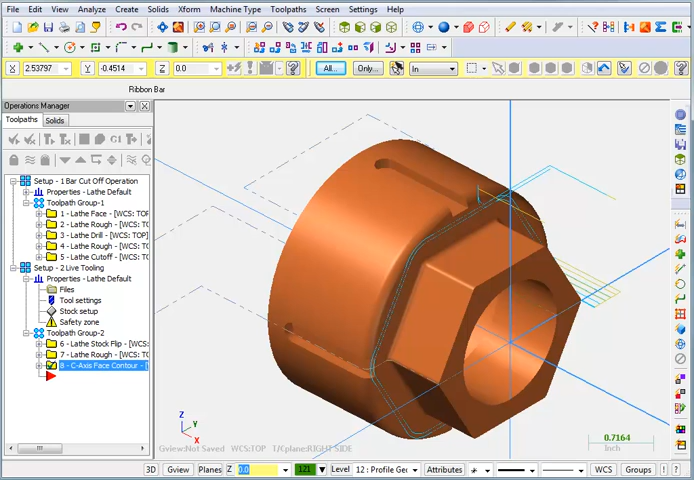 File Edit View Analyze Create Solids Xform Machine Type Toolpaths Screen Settings Help
X 2.53797 Y -0.4514 Z 0.0 All... Only... In
Ribbon Bar
Operations Manager
Toolpaths Solids
G1
Setup - 1 Bar Cut Off Operation
Properties - Lathe Default
Toolpath Group-1
1 - Lathe Face - [WCS: TOP
2 - Lathe Rough - [WCS: T
3 - Lathe Drill - [WCS: TOP
4 - Lathe Rough - [WCS: T
5 - Lathe Cutoff - [WCS: T
Setup - 2 Live Tooling
Properties - Lathe Default
Files
Tool settings
Stock setup
Safety zone
Toolpath Group-2
6 - Lathe Stock Flip - [WCS:
7 - Lathe Rough - [WCS: T
8 - C-Axis Face Contour - [
Z
Y
X
Gview:Not Saved WCS:TOP T/Cplane:RIGHT SIDE
0.7164
Inch
3D Gview Planes Z 0.0 121 Level 12 : Profile Ge Attributes WCS Groups ! ?